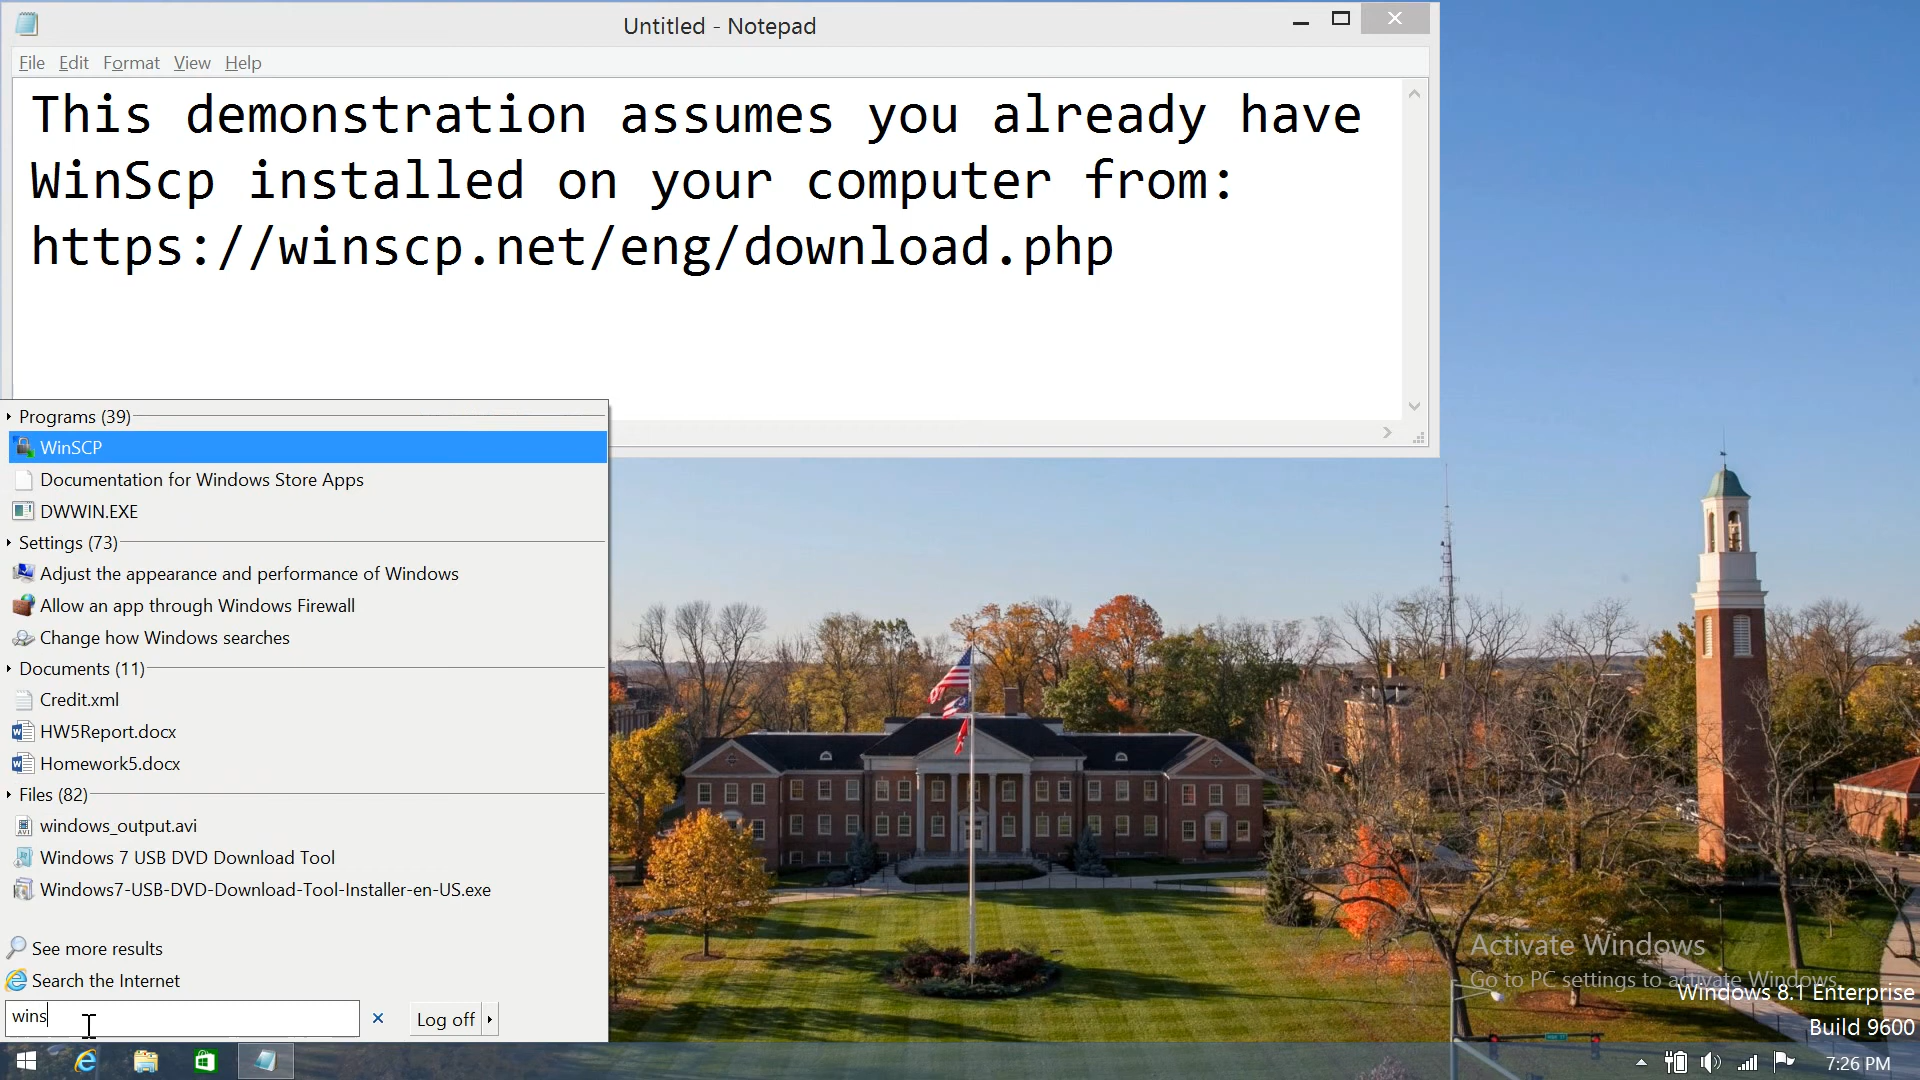 Untitled - Notepad
File Edit Format View Help
This demonstration assumes you already have
WinScp installed on your computer from:
https://winscp.net/eng/download.php
Programs (39)
WinSCP
Documentation for Windows Store Apps
DWWIN.EXE
Settings (73)
Adjust the appearance and performance of Windows
Allow an app through Windows Firewall
Change how Windows searches
Documents (11)
Credit.xml
HW5Report.docx
Homework5.docx
Files (82)
windows_output.avi
Windows 7 USB DVD Download Tool
Windows7-USB-DVD-Download-Tool-Installer-en-US.exe
See more results
Search the Internet
wins
Log off
Activate Windows
Go to PC settings to activate Windows.
Windows 8.1 Enterprise
Build 9600
7:26 PM